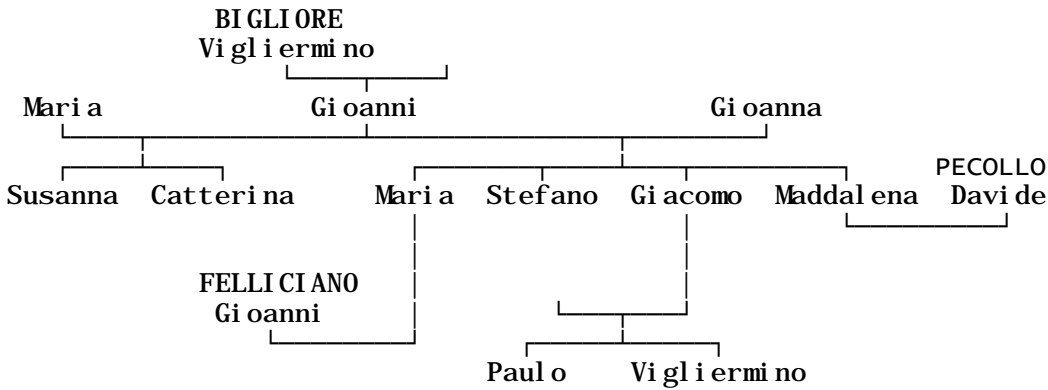 BIGLIORE
Vigliermino
Maria Gioanni Gioanna
PECOLLO
Susanna Catterina Maria Stefano Giacomo Maddalena Davide
FELLICIANO
Gioanni
Paulo Vigliermino